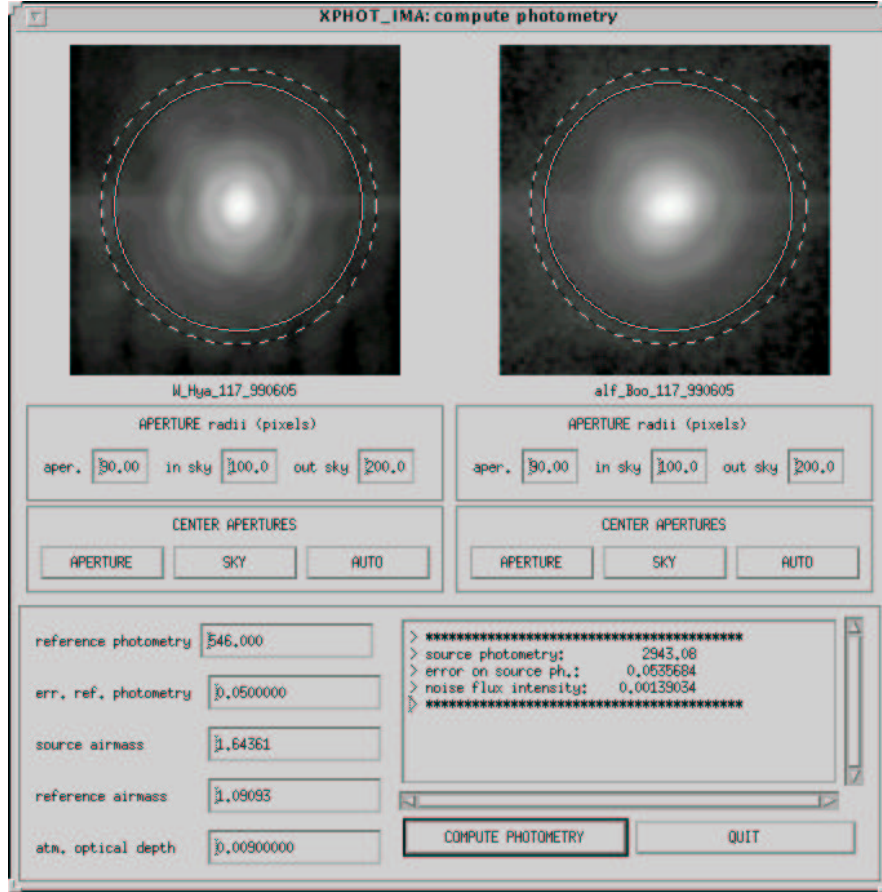 XPHOT_IMA: compute photometry
W_Hya_117_990605
alf_Boo_117_990605
APERTURE radii (pixels)
aper. 90.00 in sky 100.0 out sky 200.0
APERTURE radii (pixels)
aper. 90.00 in sky 100.0 out sky 200.0
CENTER APERTURES
APERTURE SKY AUTO
CENTER APERTURES
APERTURE SKY AUTO
reference photometry 546.000
err. ref. photometry 0.0500000
source airmass 1.64361
reference airmass 1.09093
atm. optical depth 0.00900000
> *****************************************
> source photometry: 2943.08
> error on source ph.: 0.0535684
> noise flux intensity: 0.00139034
> *****************************************
COMPUTE PHOTOMETRY
QUIT